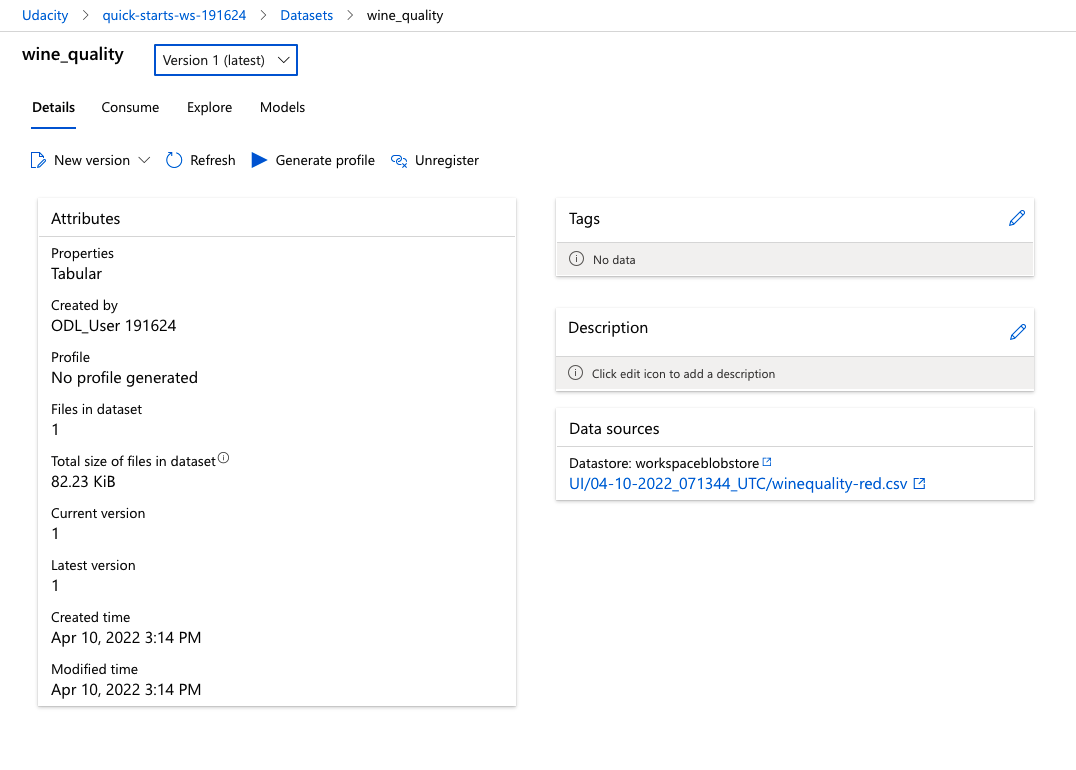 Udacity > quick-starts-ws-191624 > Datasets > wine_quality
wine_quality
Version 1 (latest)
Details Consume Explore Models
New version Refresh Generate profile Unregister
Attributes
Properties
Tabular
Created by
ODL_User 191624
Profile
No profile generated
Files in dataset
1
Total size of files in dataset
82.23 KiB
Current version
1
Latest version
1
Created time
Apr 10, 2022 3:14 PM
Modified time
Apr 10, 2022 3:14 PM
Tags
No data
Description
Click edit icon to add a description
Data sources
Datastore: workspaceblobstore
UI/04-10-2022_071344_UTC/winequality-red.csv